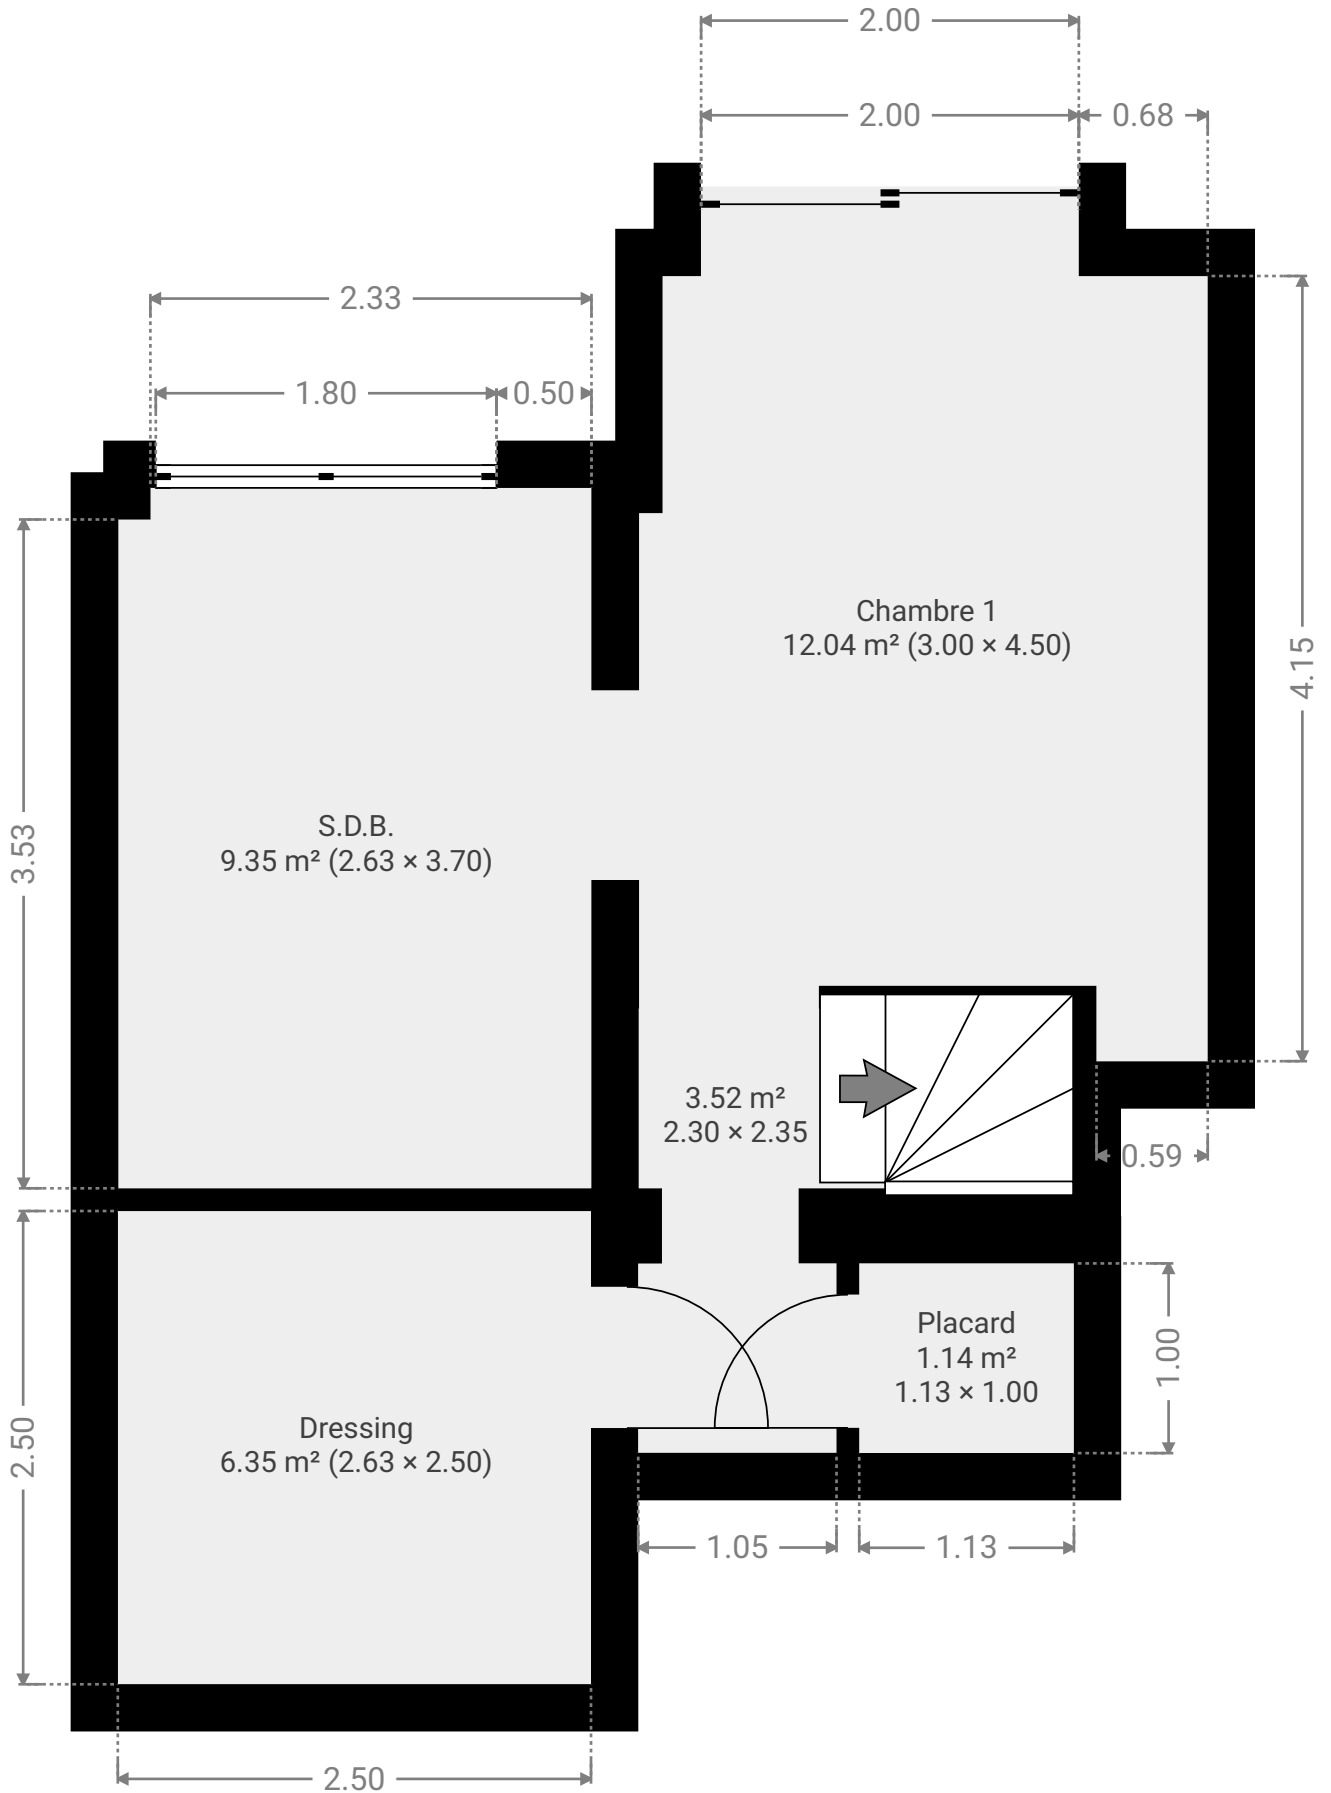 2.00
2.00
0.68
2.33
1.80
0.50
Chambre 1
12.04 m² (3.00 × 4.50)
4.15
S.D.B.
9.35 m² (2.63 × 3.70)
3.53
3.52 m²
2.30 × 2.35
0.59
Placard
1.14 m²
1.13 × 1.00
1.00
Dressing
6.35 m² (2.63 × 2.50)
2.50
1.05
1.13
2.50